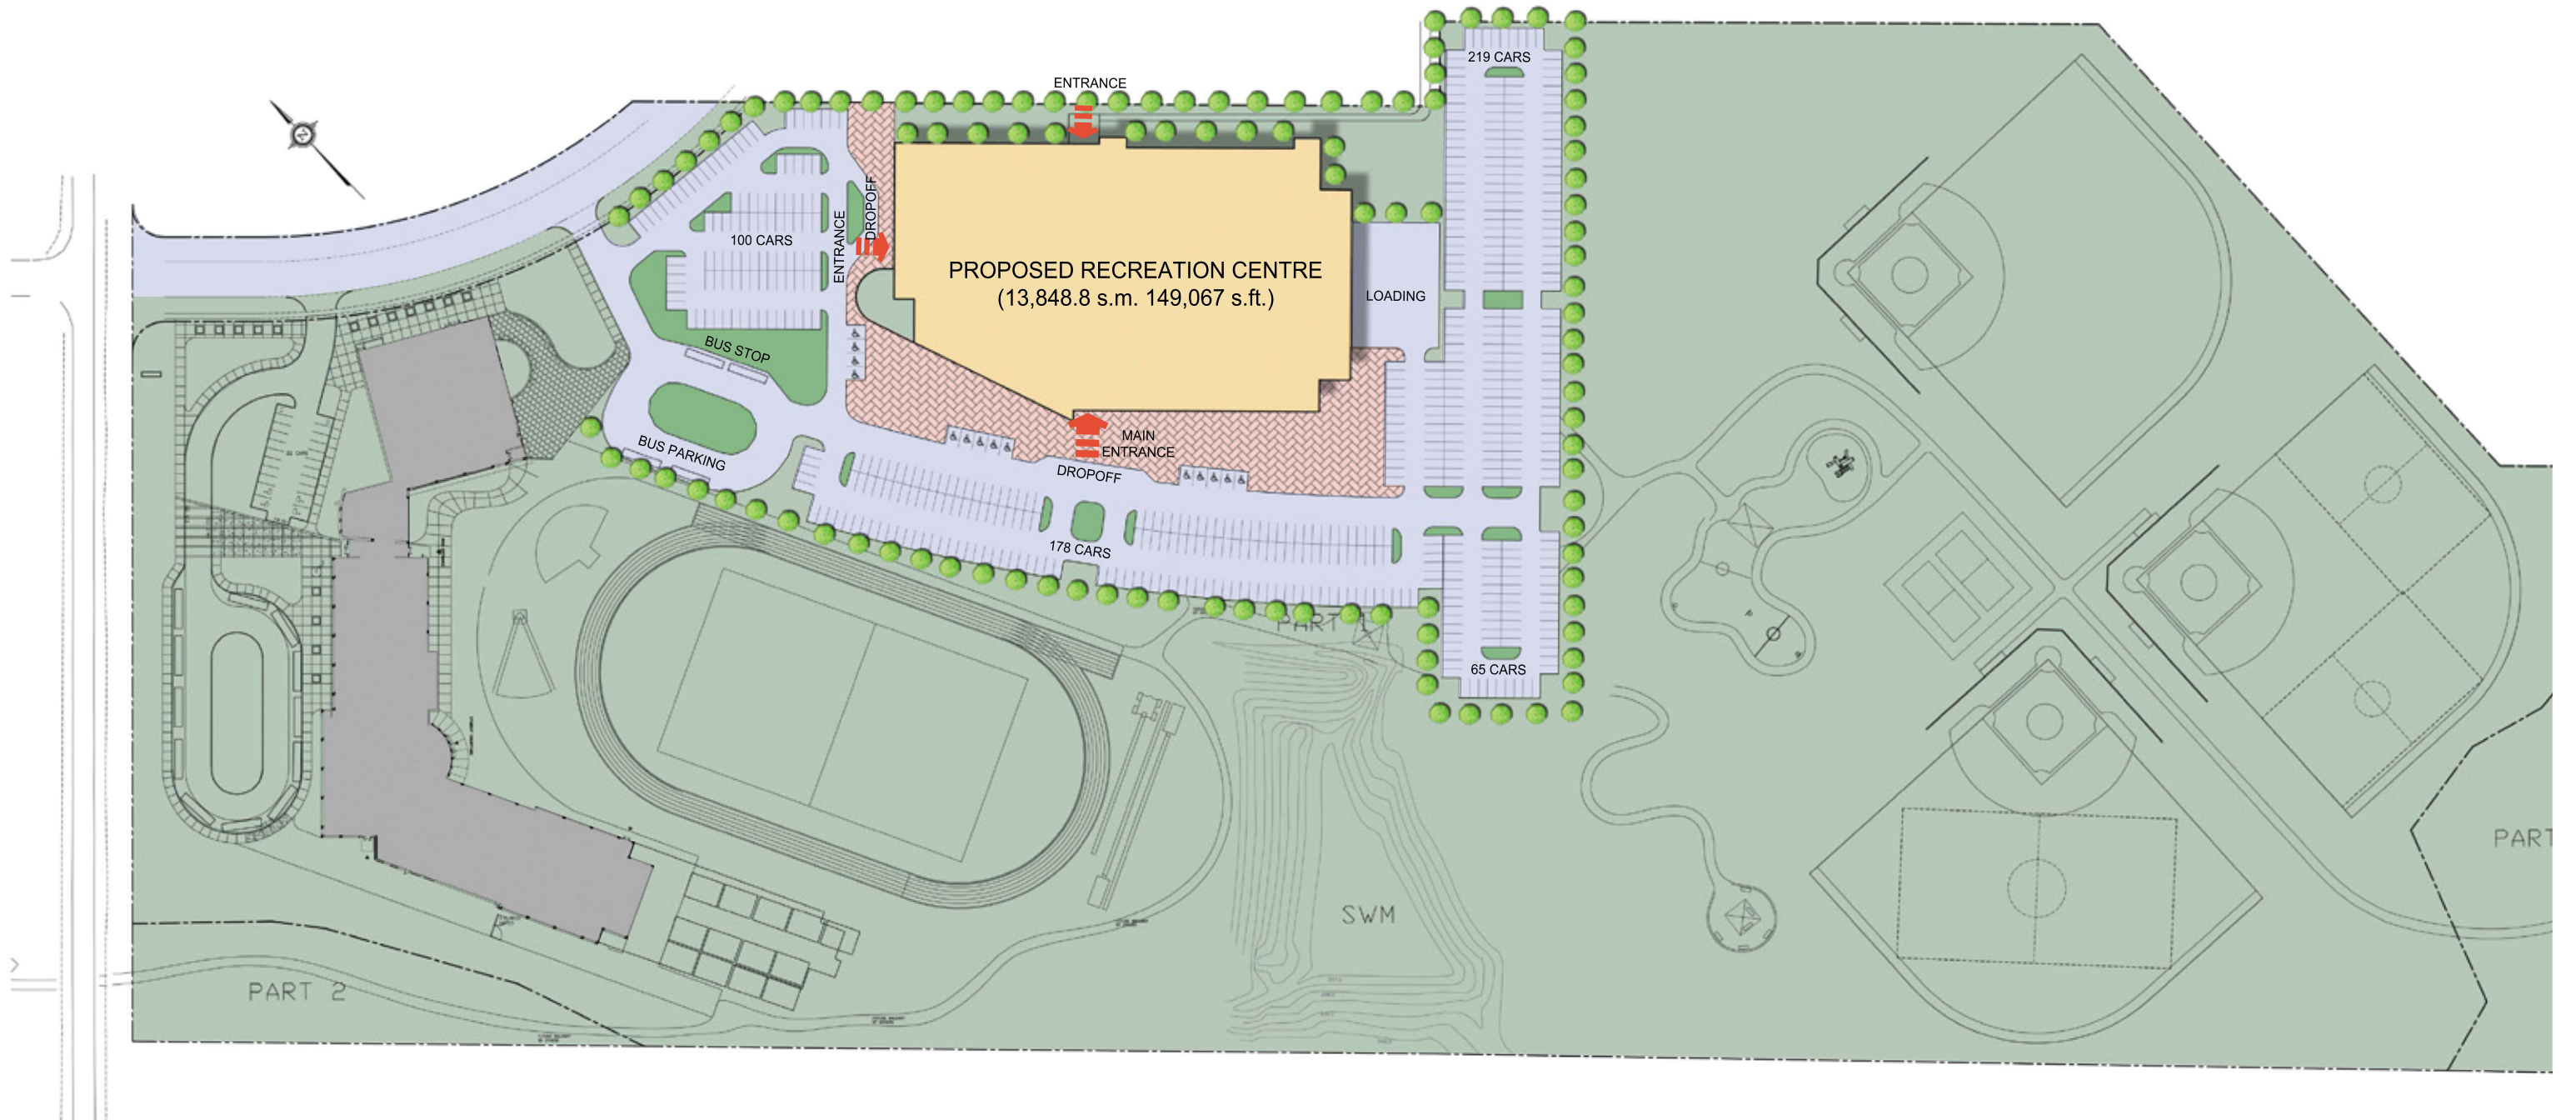 219 CARS
ENTRANCE
N
DROPOFF
ENTRANCE
100 CARS
PROPOSED RECREATION CENTRE
(13,848.8 s.m. 149,067 s.ft.)
LOADING
BUS STOP
BUS PARKING
MAIN
ENTRANCE
DROPOFF
178 CARS
PART 1
65 CARS
SWM
PART
PART 2